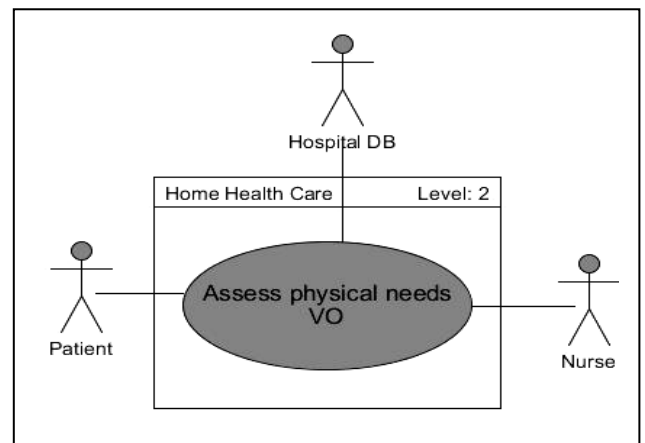 Hospital DB
Home Health Care Level: 2
Assess physical needs
VO
Patient
Nurse